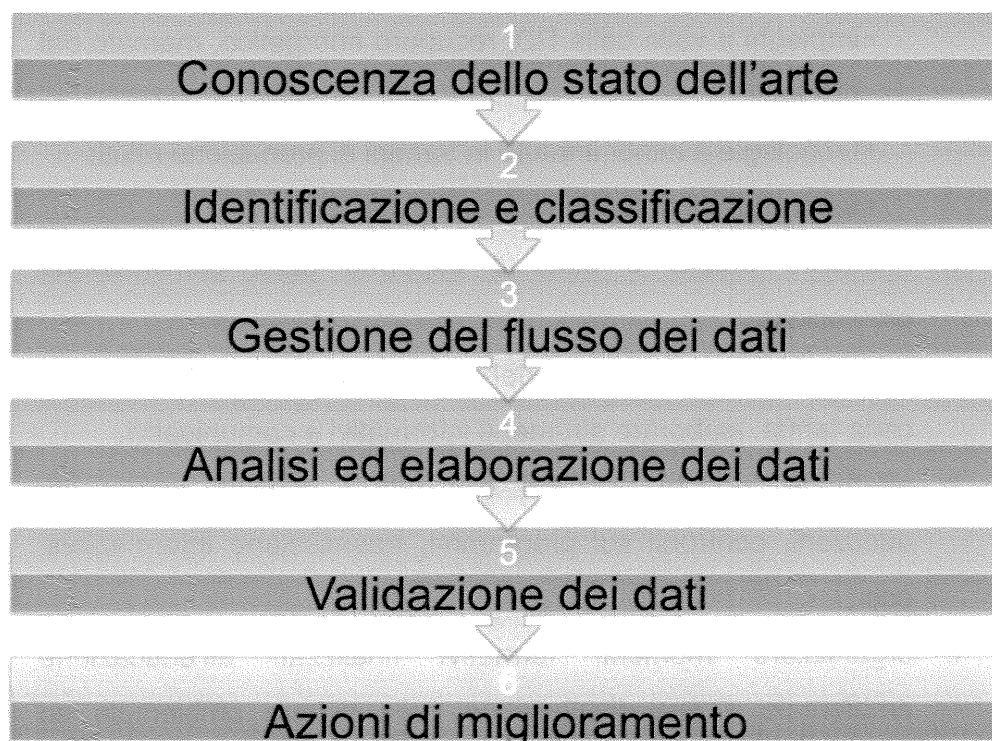 1
Conoscenza dello stato dell'arte
2
Identificazione e classificazione
3
Gestione del flusso dei dati
4
Analisi ed elaborazione dei dati
5
Validazione dei dati
6
Azioni di miglioramento